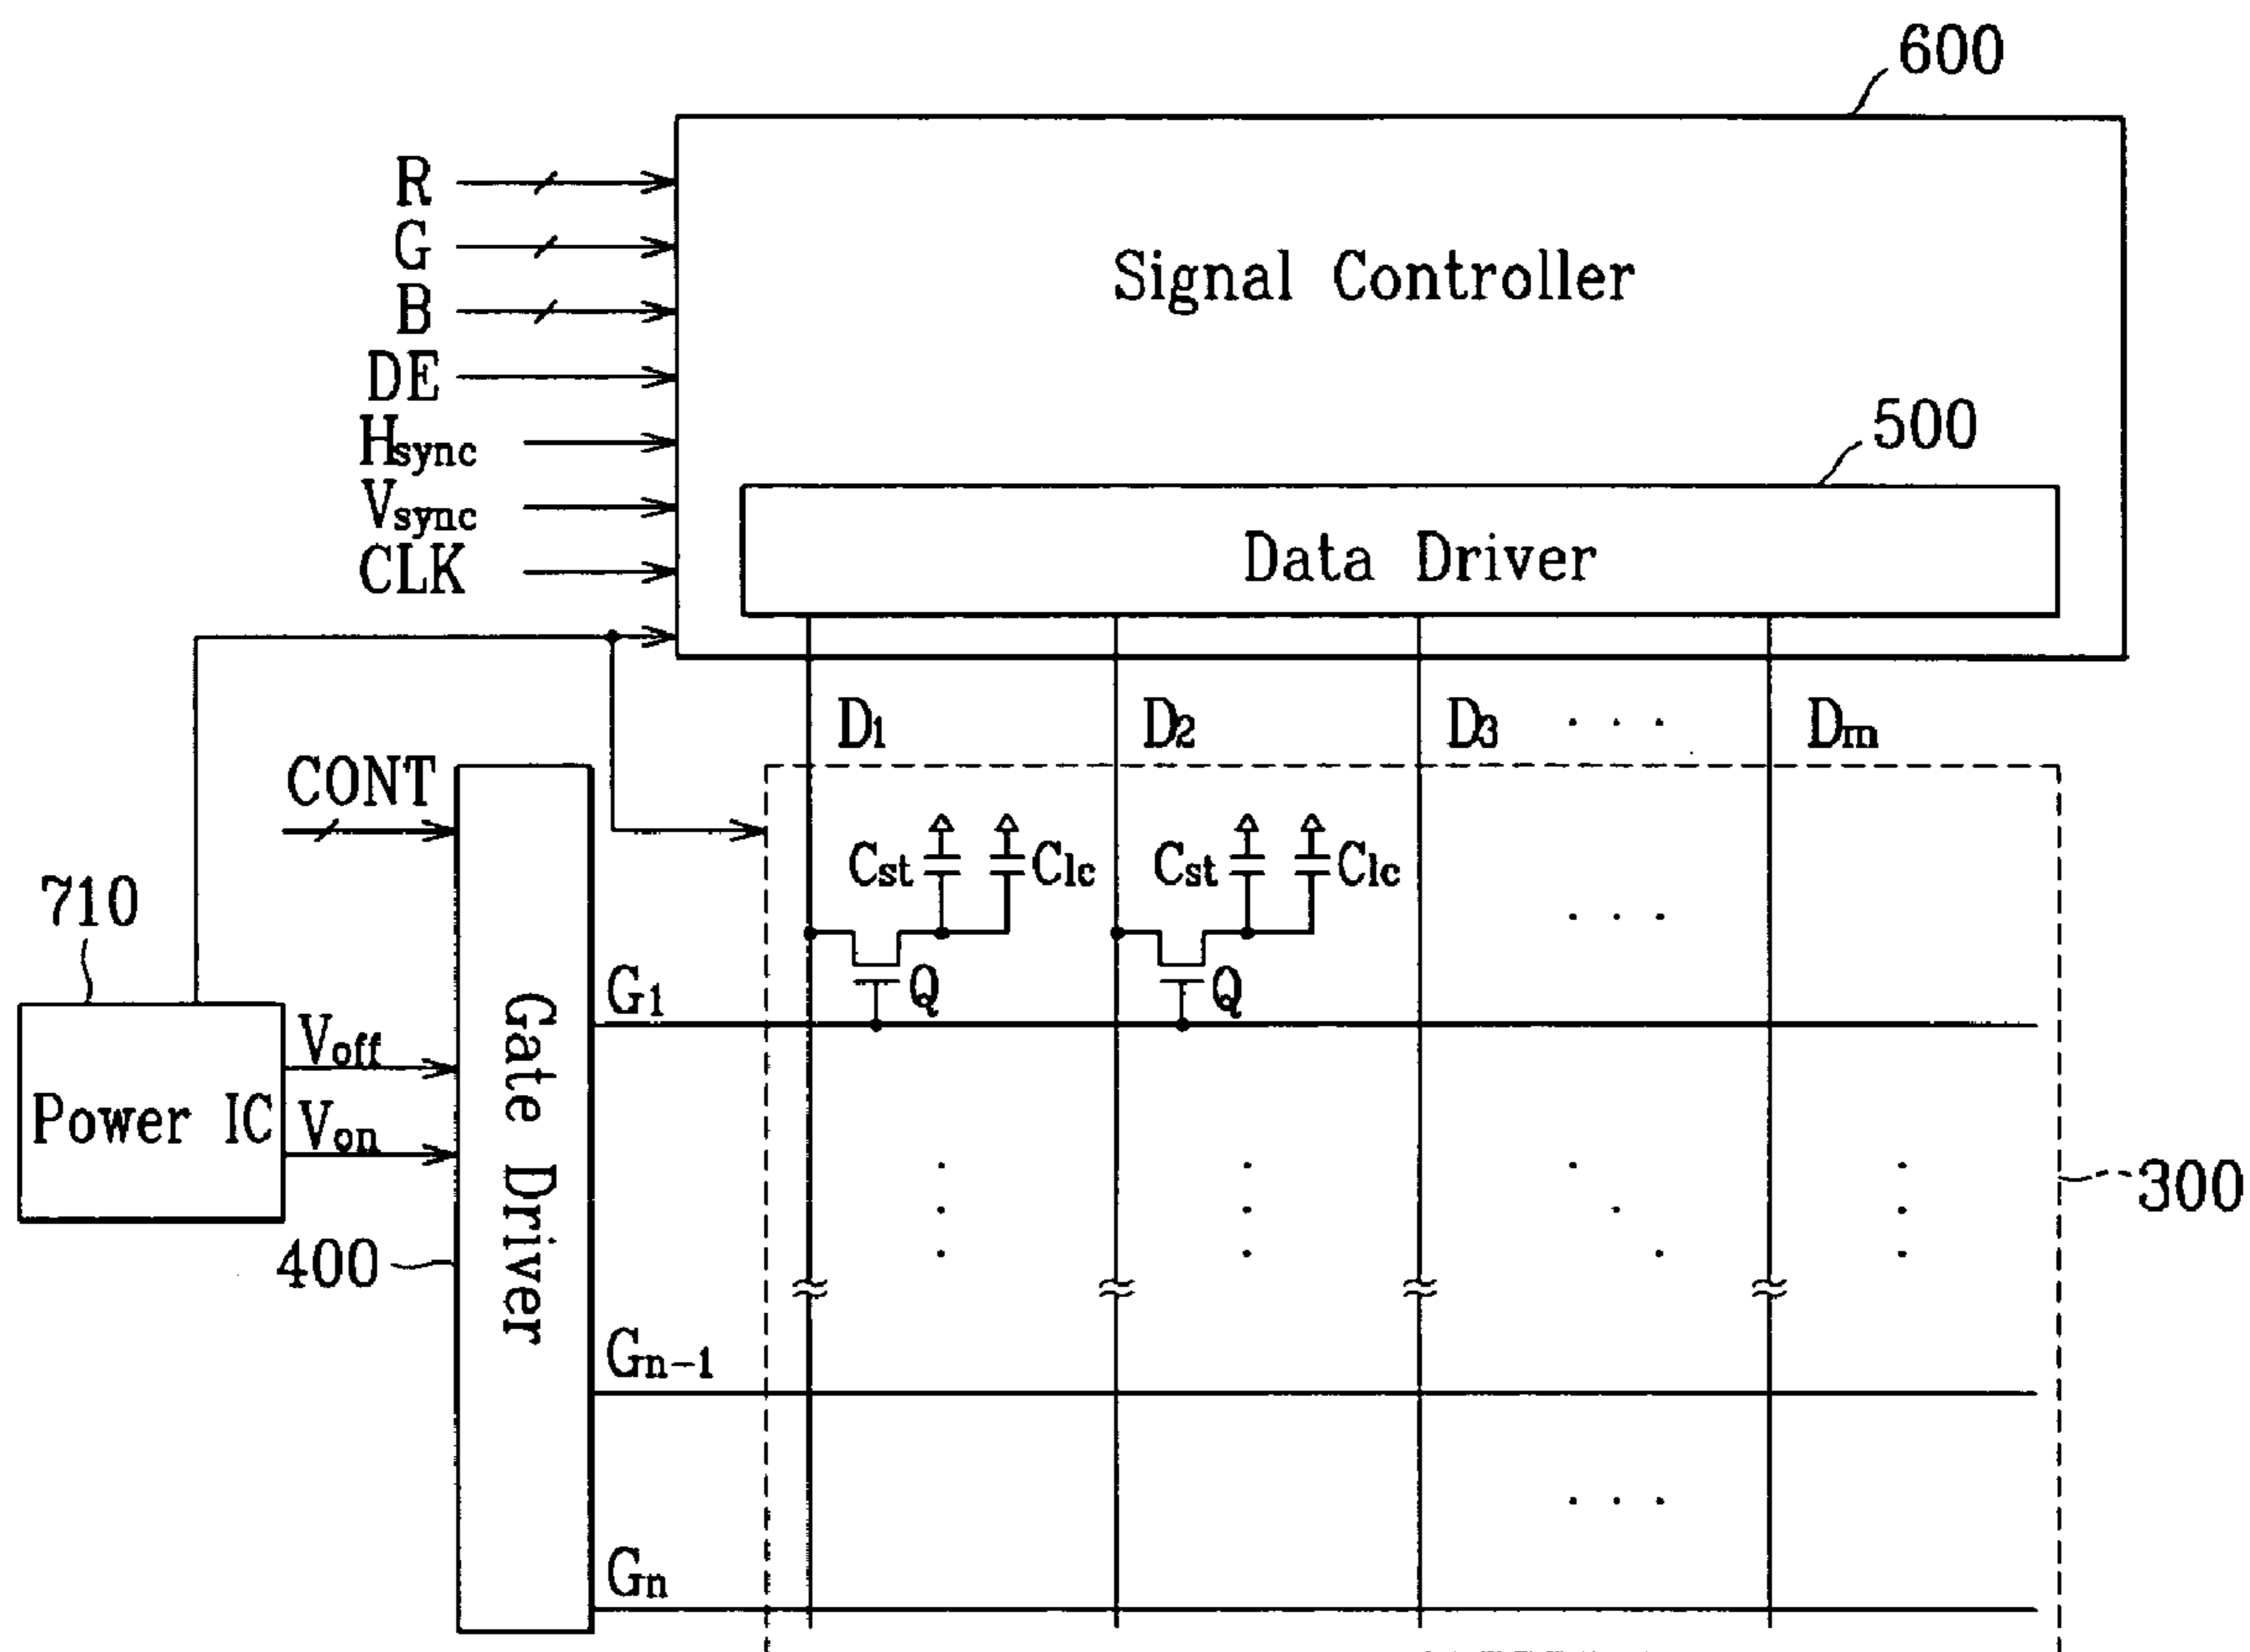 600
R
G
B
DE
Hsync
Vsync
CLK
Signal Controller
500
Data Driver
D1 D2 D3 . . . Dm
CONT
Cst Clc Cst Clc
710
Q Q
G1
Voff
Von
Power IC
Gate Driver
300
400
Gn-1
Gn